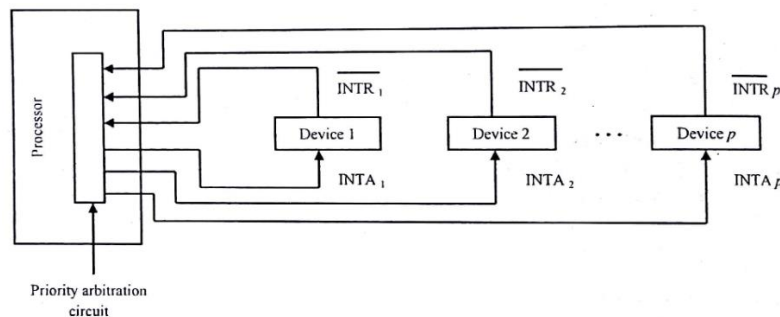 Processor
INTR 1
INTR 2
INTR p
Device 1
Device 2
...
Device p
INTA 1
INTA 2
INTA p
Priority arbitration
circuit